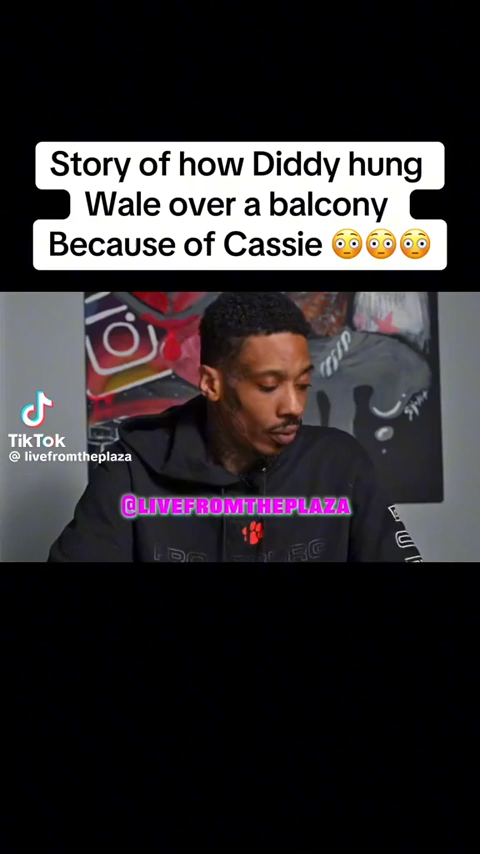 Story of how Diddy hung
Wale over a balcony
Because of Cassie 😳😳😳
TikTok
@ livefromtheplaza
@LIVEFROMTHEPLAZA